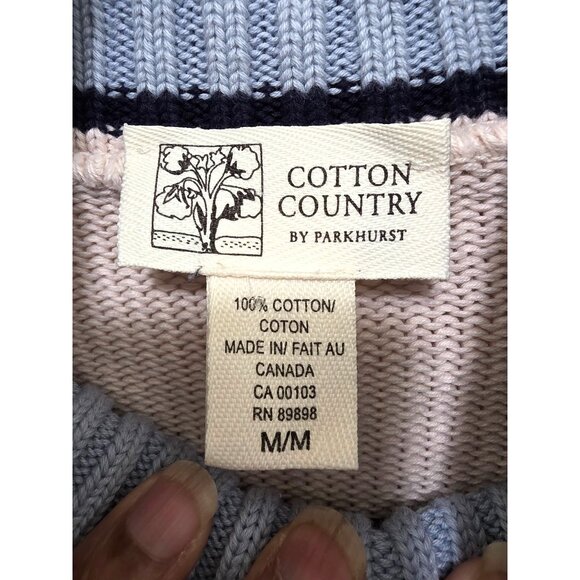 COTTON
COUNTRY
BY PARKHURST
100% COTTON/
COTON
MADE IN/ FAIT AU
CANADA
CA 00103
RN 89898
M/M